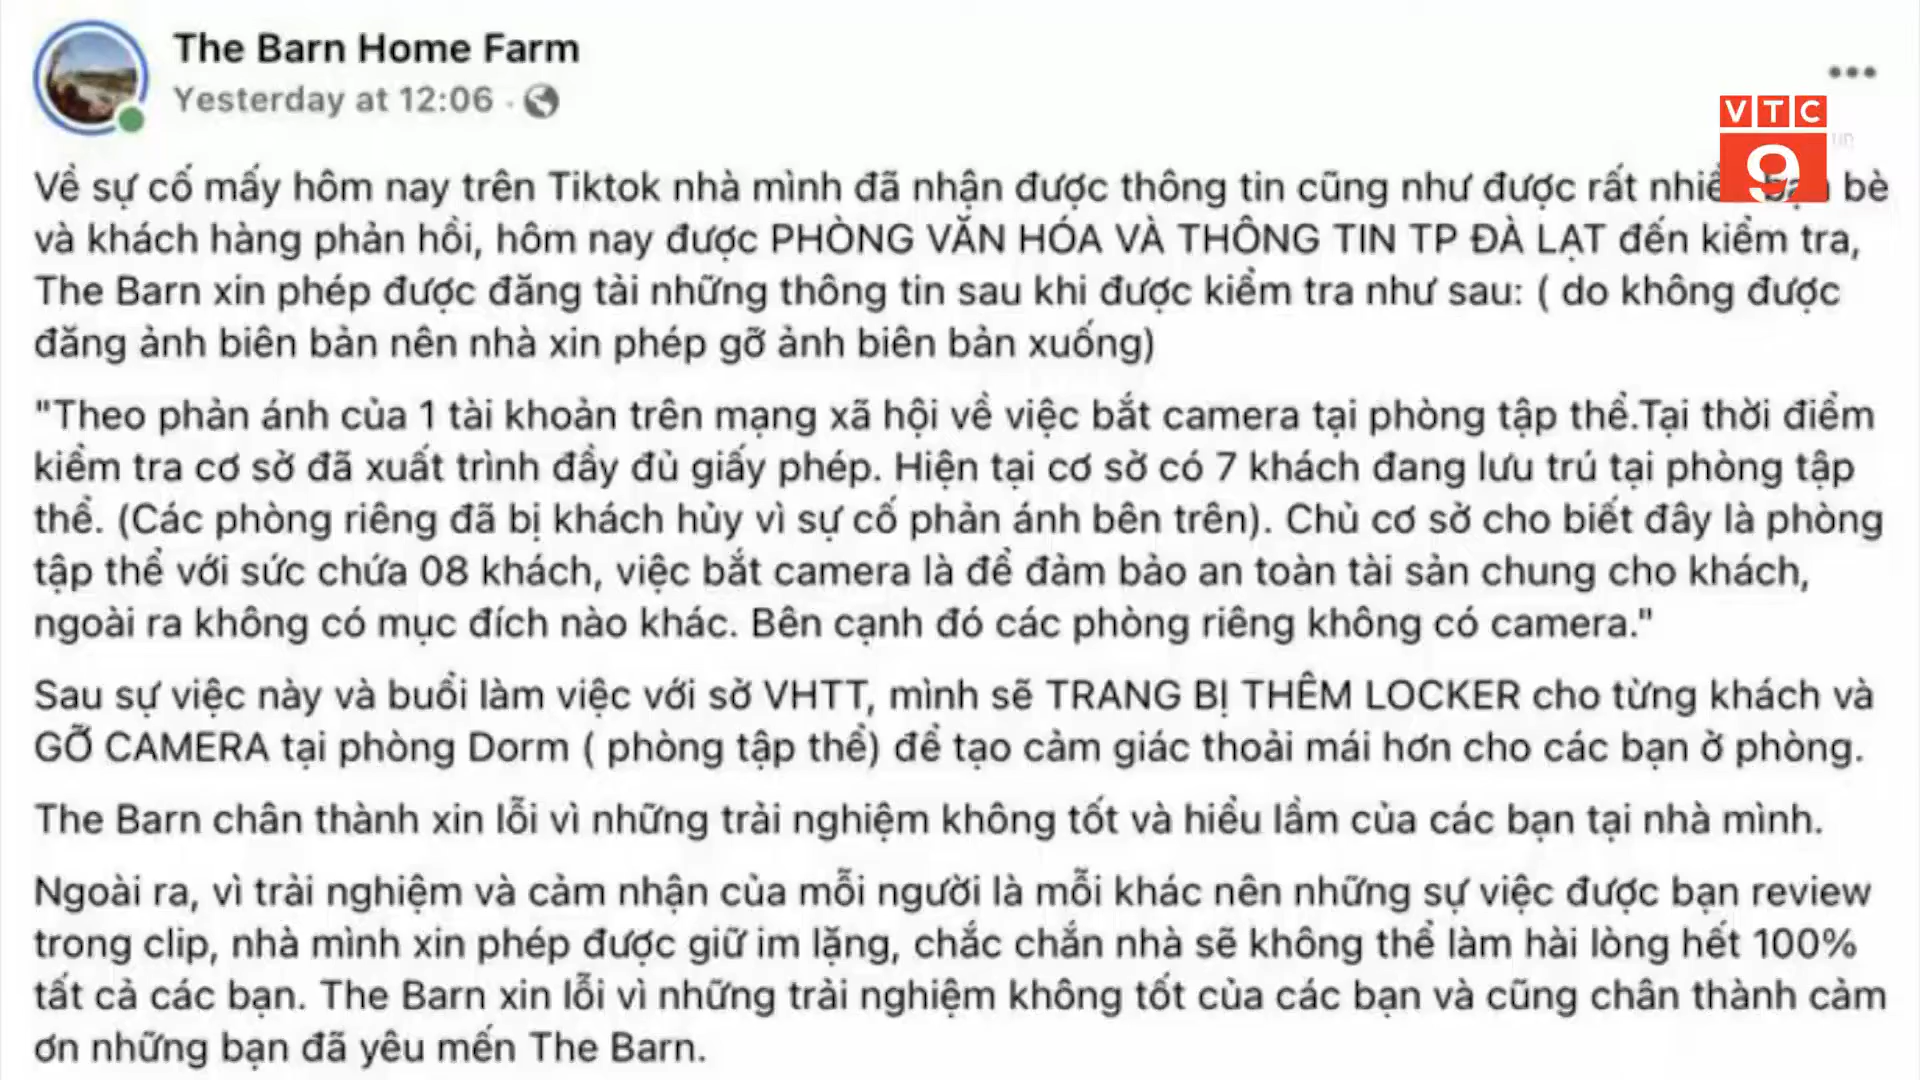 The Barn Home Farm
Yesterday at 12:06 ·
VTC
9
Về sự cố mấy hôm nay trên Tiktok nhà mình đã nhận được thông tin cũng như được rất nhiều bạn bè
và khách hàng phản hồi, hôm nay được PHÒNG VĂN HÓA VÀ THÔNG TIN TP ĐÀ LẠT đến kiểm tra,
The Barn xin phép được đăng tải những thông tin sau khi được kiểm tra như sau: ( do không được
đăng ảnh biên bản nên nhà xin phép gỡ ảnh biên bản xuống)
"Theo phản ánh của 1 tài khoản trên mạng xã hội về việc bắt camera tại phòng tập thể.Tại thời điểm
kiểm tra cơ sở đã xuất trình đầy đủ giấy phép. Hiện tại cơ sở có 7 khách đang lưu trú tại phòng tập
thể. (Các phòng riêng đã bị khách hủy vì sự cố phản ánh bên trên). Chủ cơ sở cho biết đây là phòng
tập thể với sức chứa 08 khách, việc bắt camera là để đảm bảo an toàn tài sản chung cho khách,
ngoài ra không có mục đích nào khác. Bên cạnh đó các phòng riêng không có camera."
Sau sự việc này và buổi làm việc với sở VHTT, mình sẽ TRANG BỊ THÊM LOCKER cho từng khách và
GỠ CAMERA tại phòng Dorm ( phòng tập thể) để tạo cảm giác thoải mái hơn cho các bạn ở phòng.
The Barn chân thành xin lỗi vì những trải nghiệm không tốt và hiểu lầm của các bạn tại nhà mình.
Ngoài ra, vì trải nghiệm và cảm nhận của mỗi người là mỗi khác nên những sự việc được bạn review
trong clip, nhà mình xin phép được giữ im lặng, chắc chắn nhà sẽ không thể làm hài lòng hết 100%
tất cả các bạn. The Barn xin lỗi vì những trải nghiệm không tốt của các bạn và cũng chân thành cảm
ơn những bạn đã yêu mến The Barn.